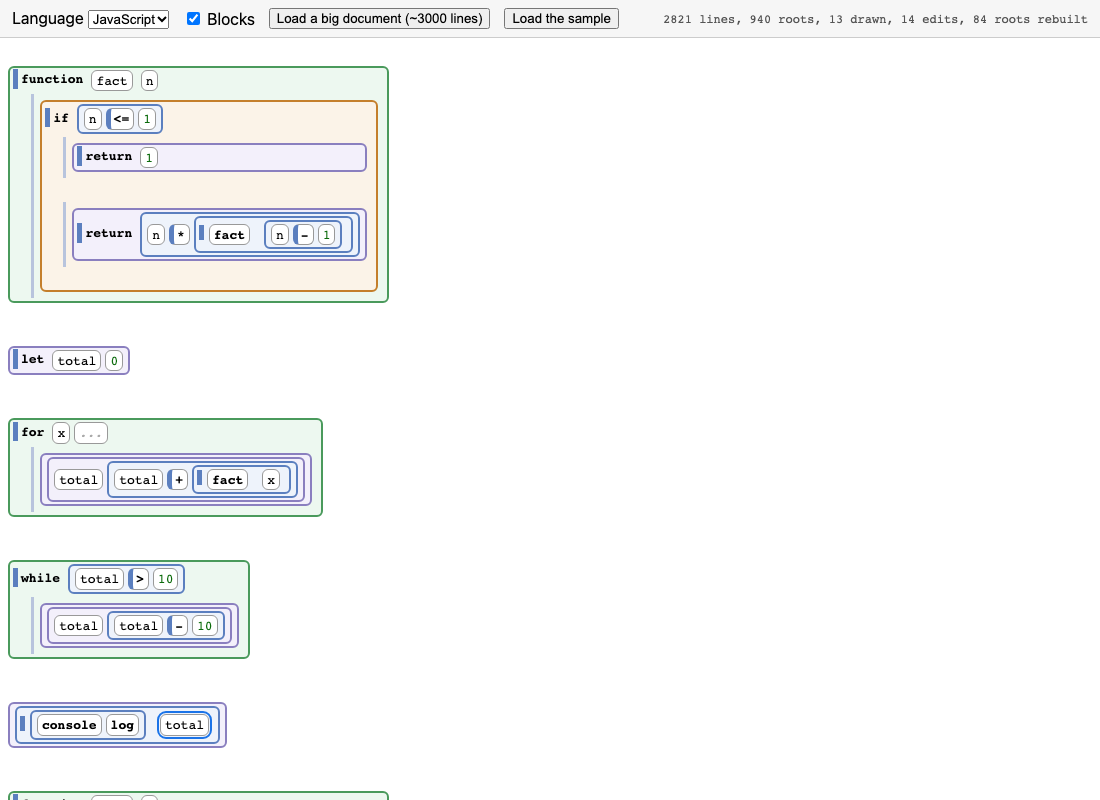 Language JavaScript Blocks Load a big document (~3000 lines) Load the sample 2821 lines, 940 roots, 13 drawn, 14 edits, 84 roots rebuilt
function fact n
if n <= 1
return 1
return n * fact n - 1
let total 0
for x ...
total total + fact x
while total > 10
total total - 10
console log total